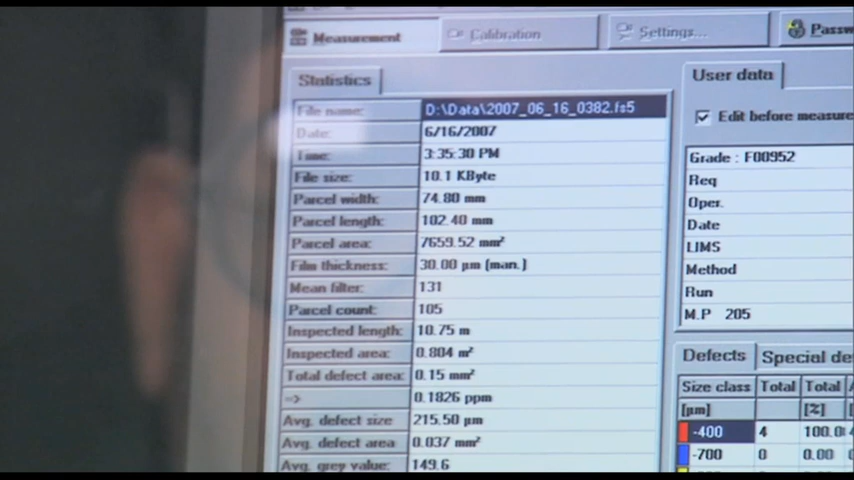 Measurement Calibration Settings...
Statistics
File name: D:\Data\2007_06_16_0382.fs5
Date: 6/16/2007
Time: 3:35:30 PM
File size: 10.1 KByte
Parcel width: 74.80 mm
Parcel length: 102.40 mm
Parcel area: 7659.52 mm²
Film thickness: 30.00 µm (man.)
Mean filter: 131
Parcel count: 105
Inspected length: 10.75 m
Inspected area: 0.804 m²
Total defect area: 0.15 mm²
=> 0.1826 ppm
Avg. defect size 215.50 µm
Avg. defect area 0.037 mm²
Avg. grey value: 149.6
User data
Edit before measure
Grade : F00952
Req
Oper.
Date
LIMS
Method
Run
M.P 205
Defects Special de
Size class Total Total
[µm] [%]
-400 4 100.0
-700 0 0.00